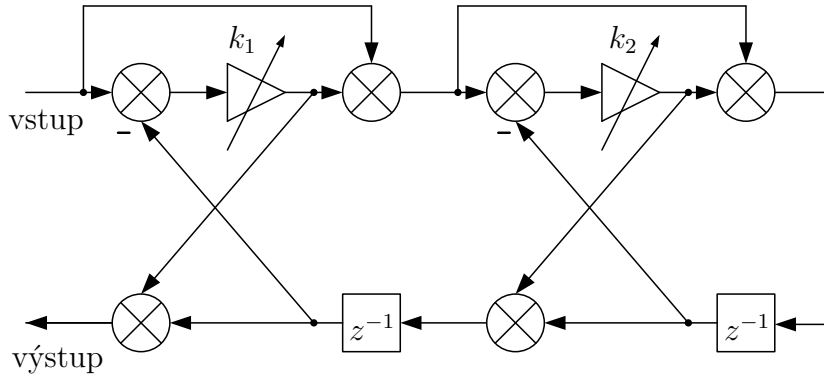 k₁
k₂
vstup
-
-
z⁻¹
z⁻¹
výstup